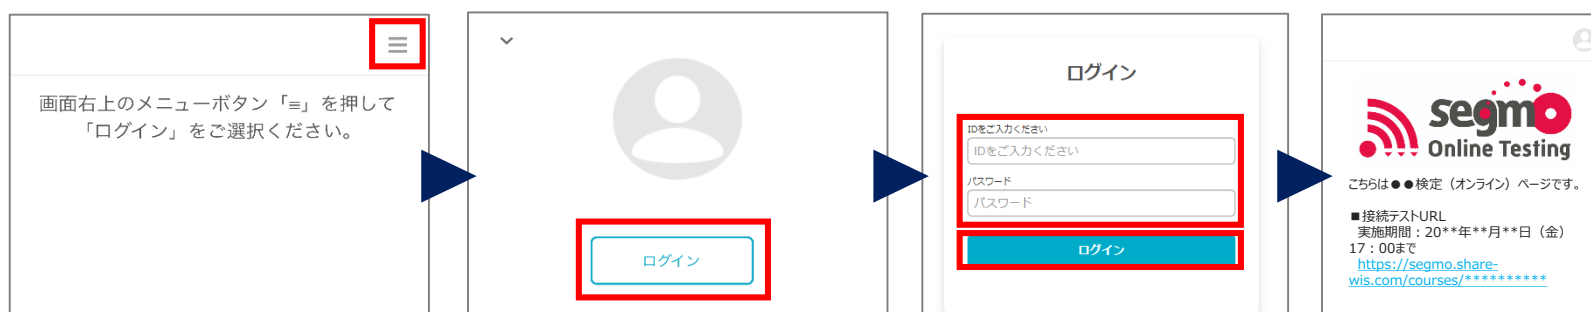 画面右上のメニューボタン「≡」を押して
「ログイン」をご選択ください。
ログイン
ログイン
IDをご入力ください
IDをご入力ください
パスワード
パスワード
ログイン
segmo
Online Testing
こちらは●●検定（オンライン）ページです。
■接続テストURL
実施期間：20**年**月**日（金）
17：00まで
https://segmo.share-
wis.com/courses/**********